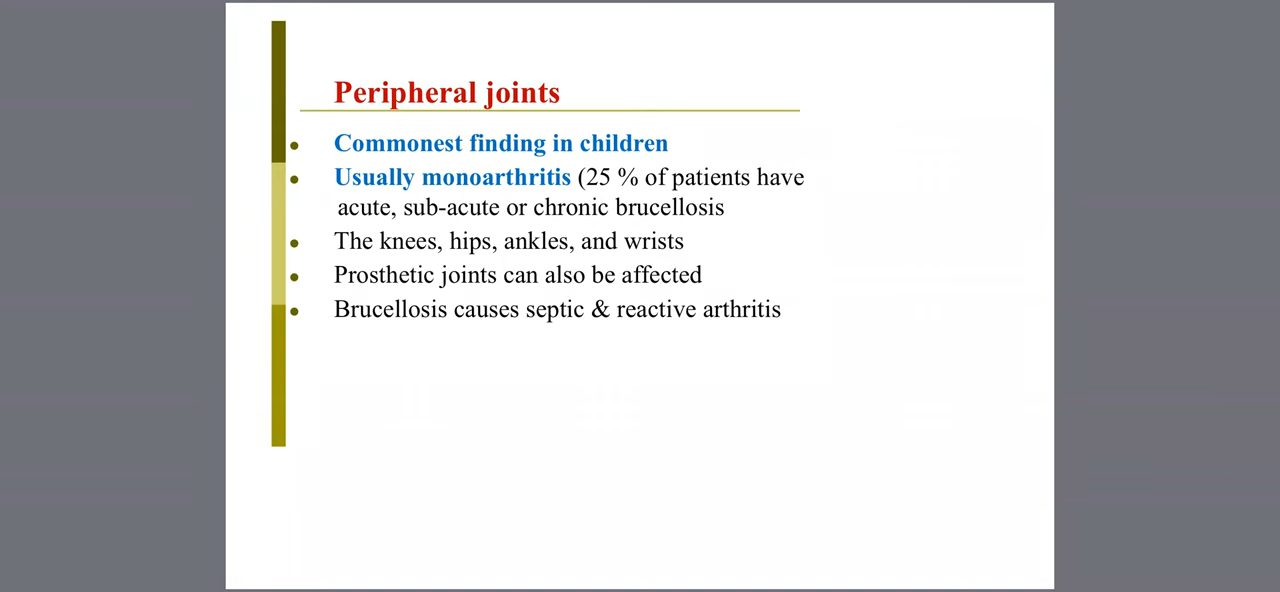 Peripheral joints
• Commonest finding in children
• Usually monoarthritis (25 % of patients have
acute, sub-acute or chronic brucellosis
• The knees, hips, ankles, and wrists
• Prosthetic joints can also be affected
• Brucellosis causes septic & reactive arthritis